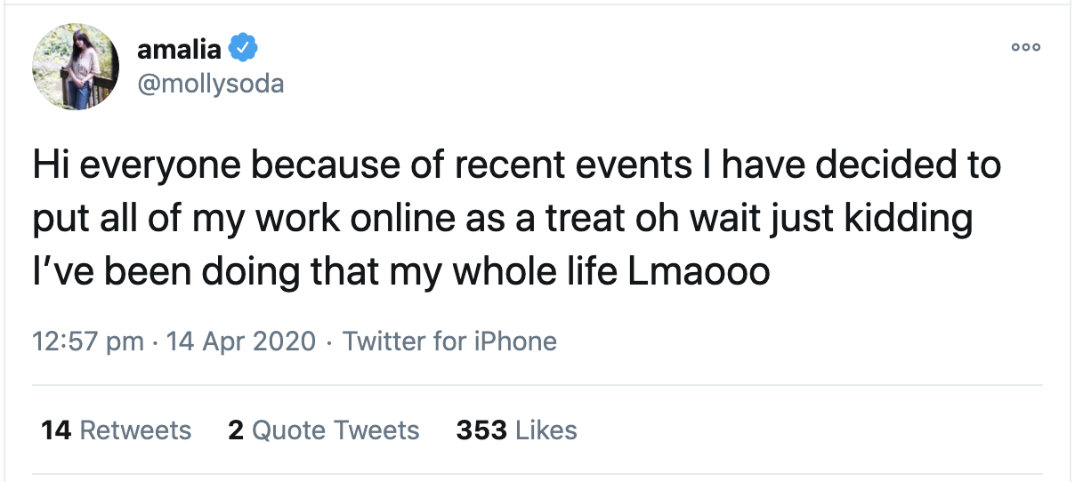 amalia
@mollysoda
Hi everyone because of recent events I have decided to
put all of my work online as a treat oh wait just kidding
I’ve been doing that my whole life Lmaooo
12:57 pm · 14 Apr 2020 · Twitter for iPhone
14 Retweets 2 Quote Tweets 353 Likes